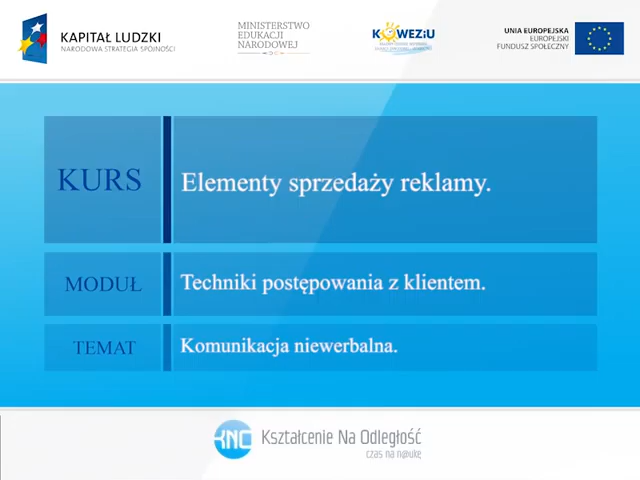 KAPITAŁ LUDZKI
NARODOWA STRATEGIA SPÓJNOŚCI
MINISTERSTWO
EDUKACJI
NARODOWEJ
KOWEZiU
UNIA EUROPEJSKA
EUROPEJSKI
FUNDUSZ SPOŁECZNY
KURS
Elementy sprzedaży reklamy.
MODUŁ
Techniki postępowania z klientem.
TEMAT
Komunikacja niewerbalna.
KNO
Kształcenie Na Odległość
czas na n@ukę